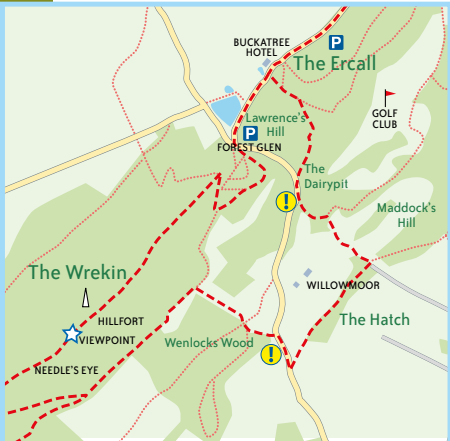 BUCKATREE
HOTEL
P
The Ercall
GOLF
CLUB
Lawrence's
Hill
P
FOREST GLEN
The
Dairypit
!
Maddock's
Hill
The Wrekin
WILLOWMOOR
HILLFORT
The Hatch
VIEWPOINT
Wenlocks Wood
!
NEEDLE'S EYE